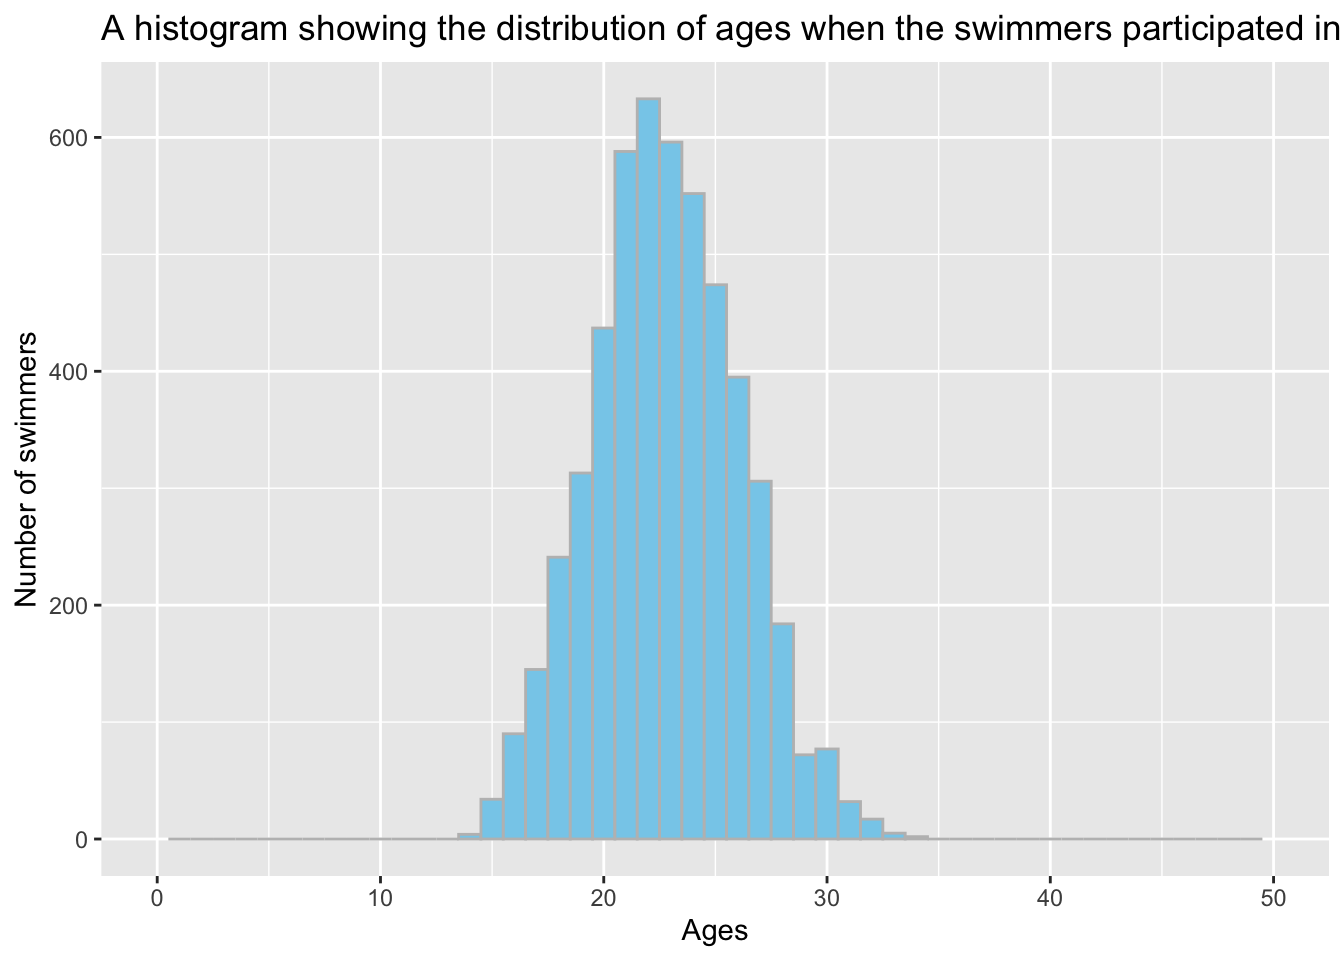 A histogram showing the distribution of ages when the swimmers participated in
600
400
200
0
Number of swimmers
0 10 20 30 40 50
Ages